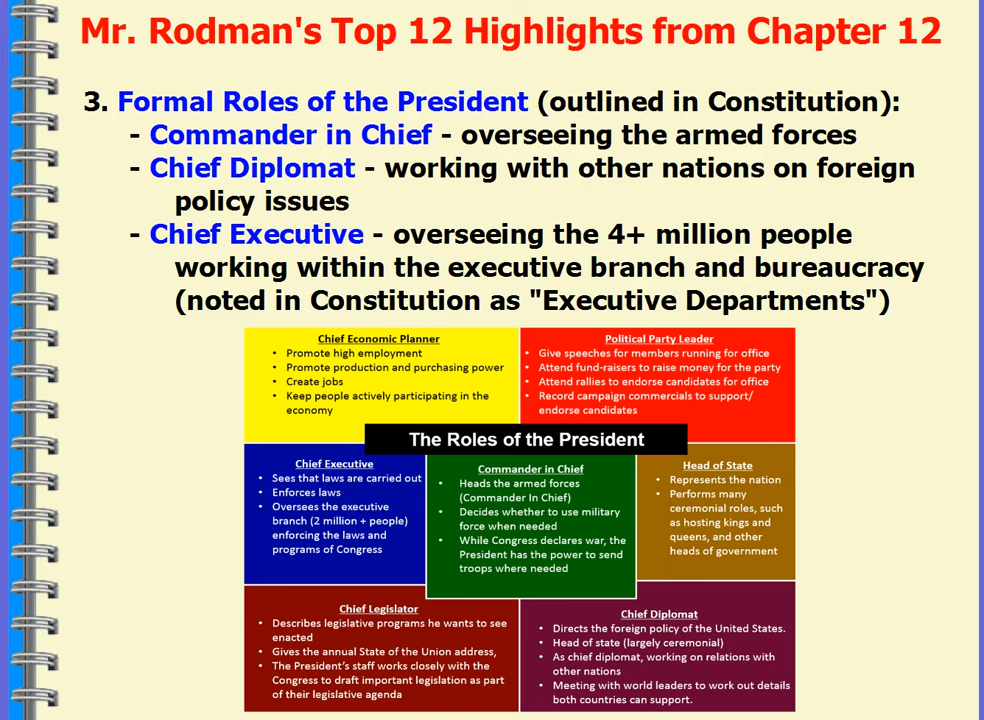 Mr. Rodman's Top 12 Highlights from Chapter 12
3. Formal Roles of the President (outlined in Constitution):
- Commander in Chief - overseeing the armed forces
- Chief Diplomat - working with other nations on foreign
policy issues
- Chief Executive - overseeing the 4+ million people
working within the executive branch and bureaucracy
(noted in Constitution as "Executive Departments")
Chief Economic Planner
• Promote high employment
• Promote production and purchasing power
• Create jobs
• Keep people actively participating in the
economy
Political Party Leader
• Give speeches for members running for office
• Attend fund-raisers to raise money for the party
• Attend rallies to endorse candidates for office
• Record campaign commercials to support/
endorse candidates
The Roles of the President
Chief Executive
• Sees that laws are carried out
• Enforces laws
• Oversees the executive
branch (2 million + people)
enforcing the laws and
programs of Congress
Commander in Chief
• Heads the armed forces
(Commander In Chief)
• Decides whether to use military
force when needed
• While Congress declares war, the
President has the power to send
troops where needed
Head of State
• Represents the nation
• Performs many
ceremonial roles, such
as hosting kings and
queens, and other
heads of government
Chief Legislator
• Describes legislative programs he wants to see
enacted
• Gives the annual State of the Union address,
• The President's staff works closely with the
Congress to draft important legislation as part
of their legislative agenda
Chief Diplomat
• Directs the foreign policy of the United States.
• Head of state (largely ceremonial)
• As chief diplomat, working on relations with
other nations
• Meeting with world leaders to work out details
both countries can support.